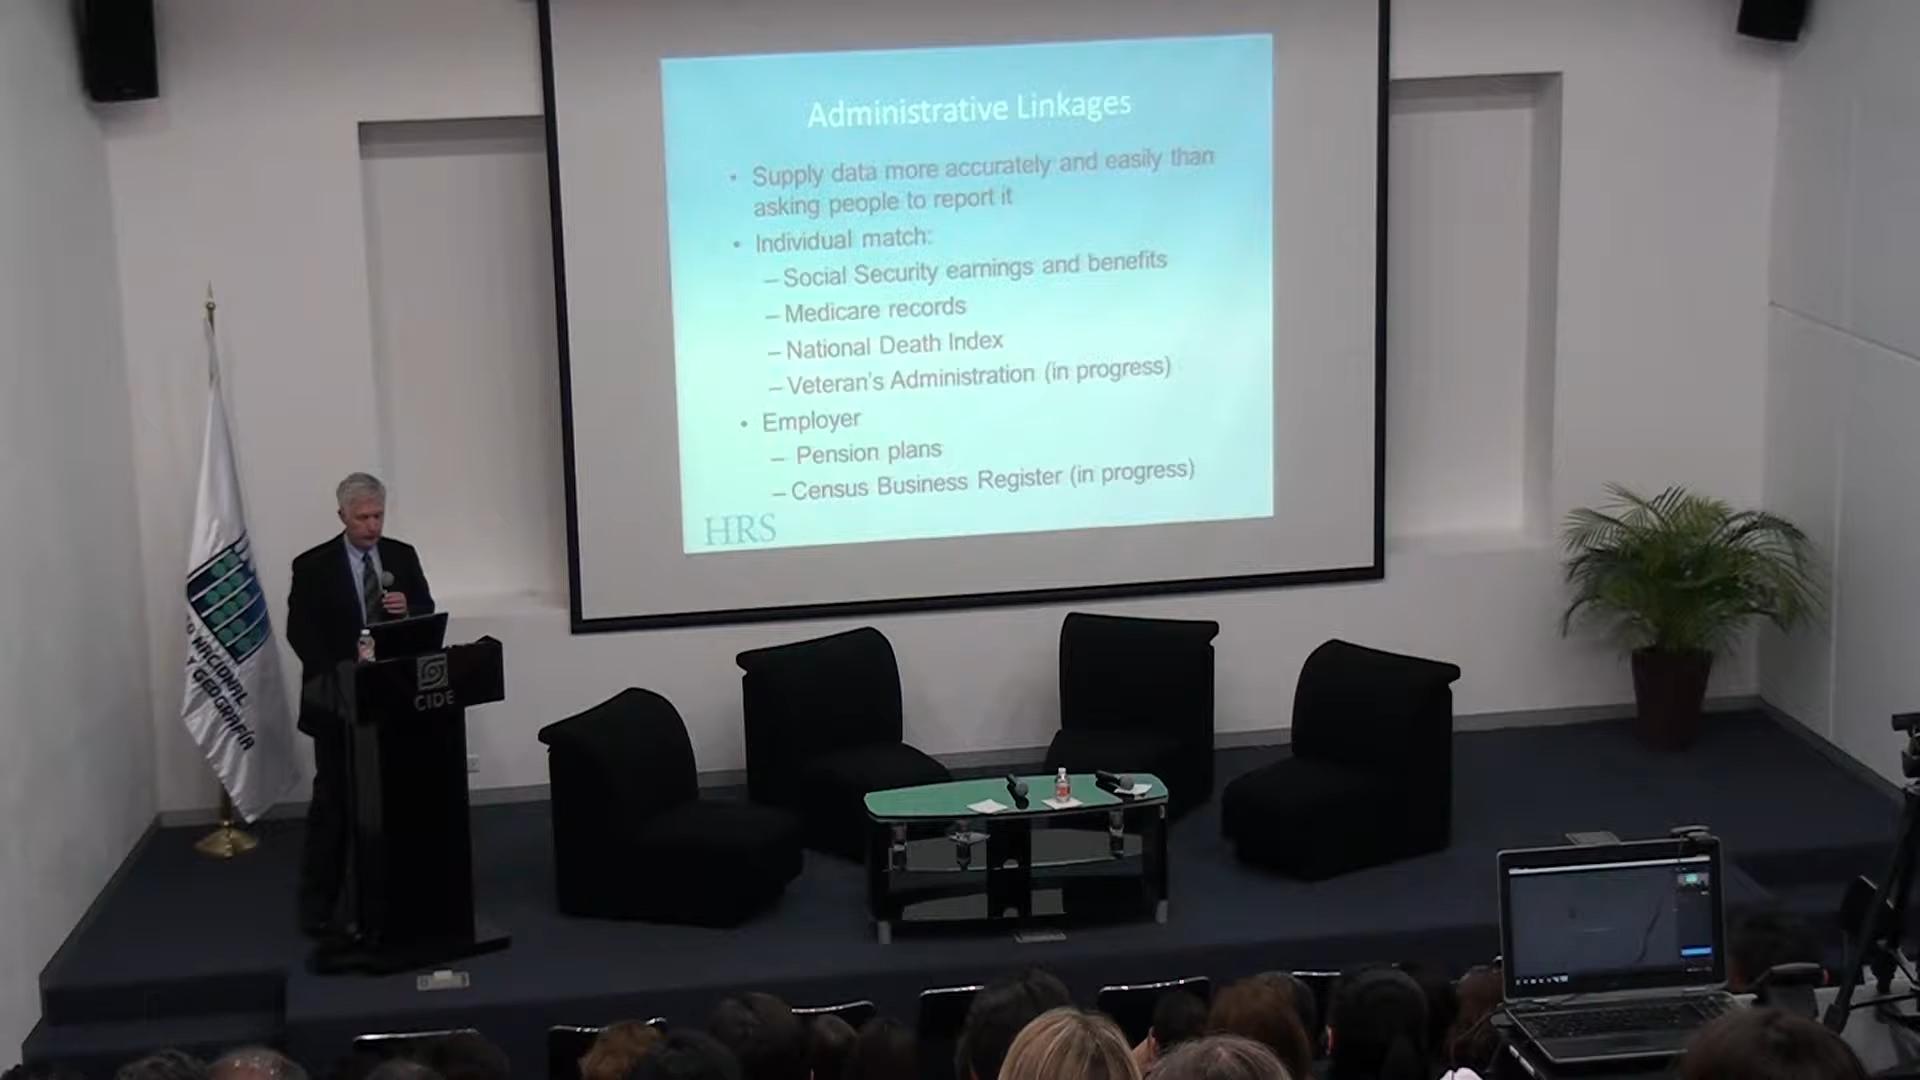 Administrative Linkages
• Supply data more accurately and easily than
asking people to report it
• Individual match:
– Social Security earnings and benefits
– Medicare records
– National Death Index
– Veteran's Administration (in progress)
• Employer
– Pension plans
– Census Business Register (in progress)
HRS
NACIONAL
Y GEOGRAFÍA
CIDE